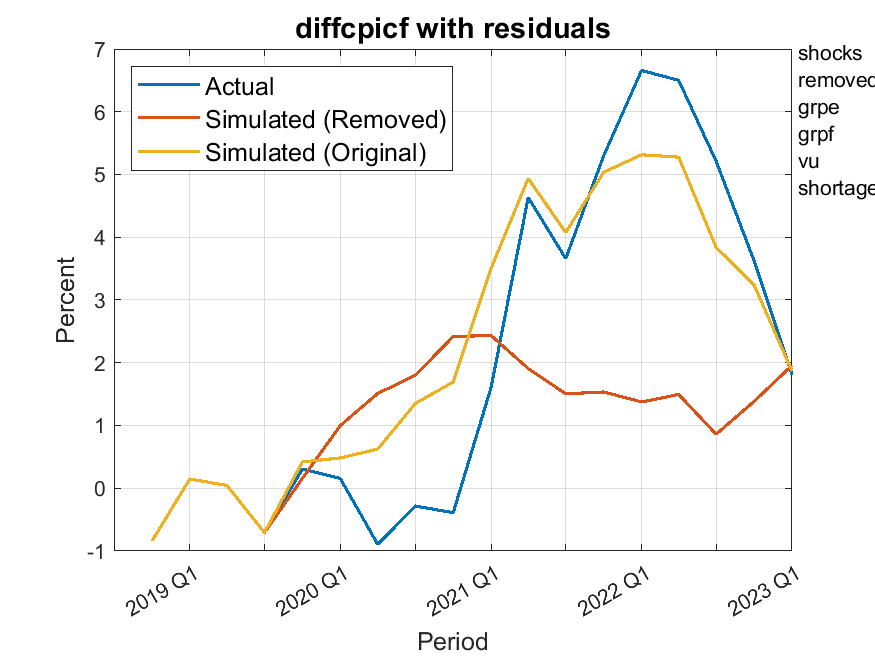 diffcpicf with residuals
7
6
5
4
3
2
1
0
-1
Percent
Actual
Simulated (Removed)
Simulated (Original)
shocks
removed
grpe
grpf
vu
shortage
2019 Q1
2020 Q1
2021 Q1
2022 Q1
2023 Q1
Period